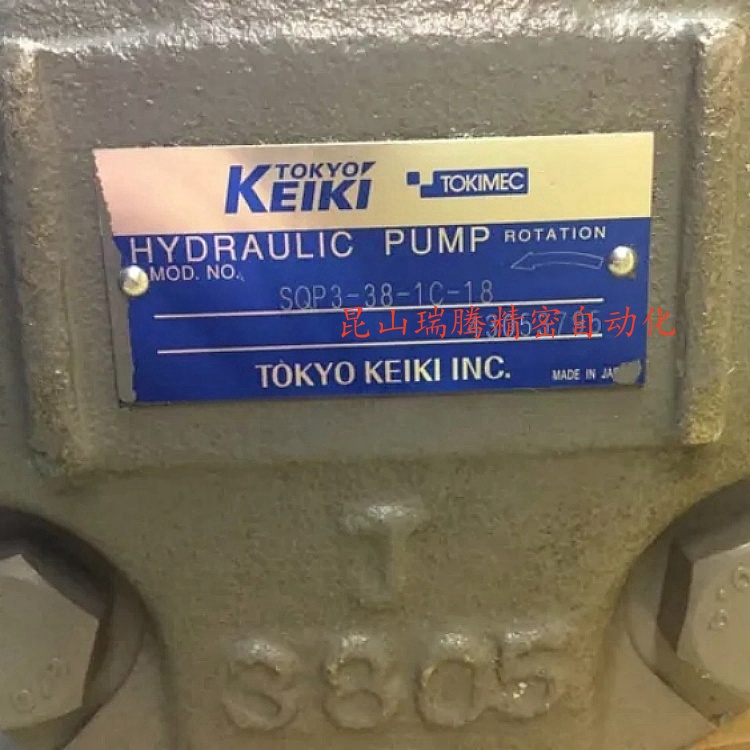 TOKYO
KEIKI
TOKIMEC
HYDRAULIC PUMP ROTATION
MOD. NO.
SQP3-38-1C-18
昆山瑞腾精密自动化
TOKYO KEIKI INC.
MADE IN
J
3805